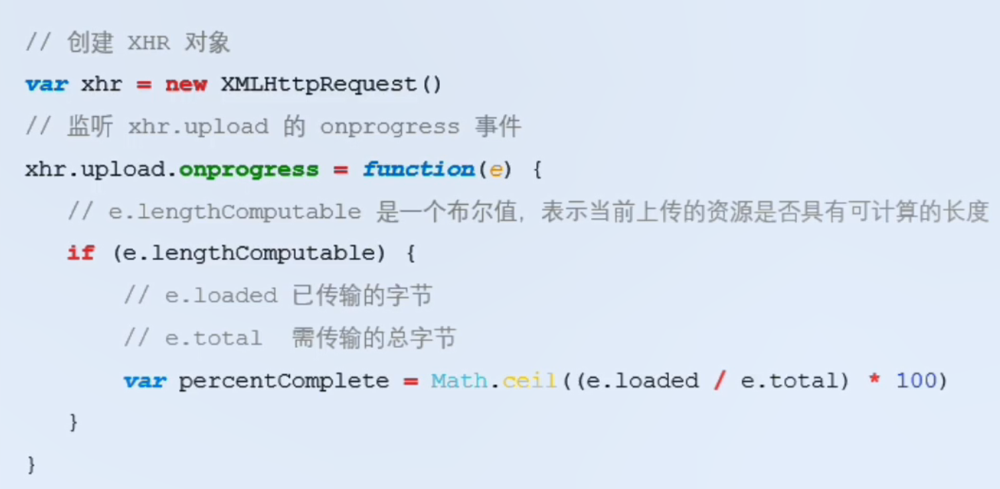 // 创建 XHR 对象
var xhr = new XMLHttpRequest()
// 监听 xhr.upload 的 onprogress 事件
xhr.upload.onprogress = function(e) {
    // e.lengthComputable 是一个布尔值，表示当前上传的资源是否具有可计算的长度
    if (e.lengthComputable) {
        // e.loaded 已传输的字节
        // e.total  需传输的总字节
        var percentComplete = Math.ceil((e.loaded / e.total) * 100)
    }
}